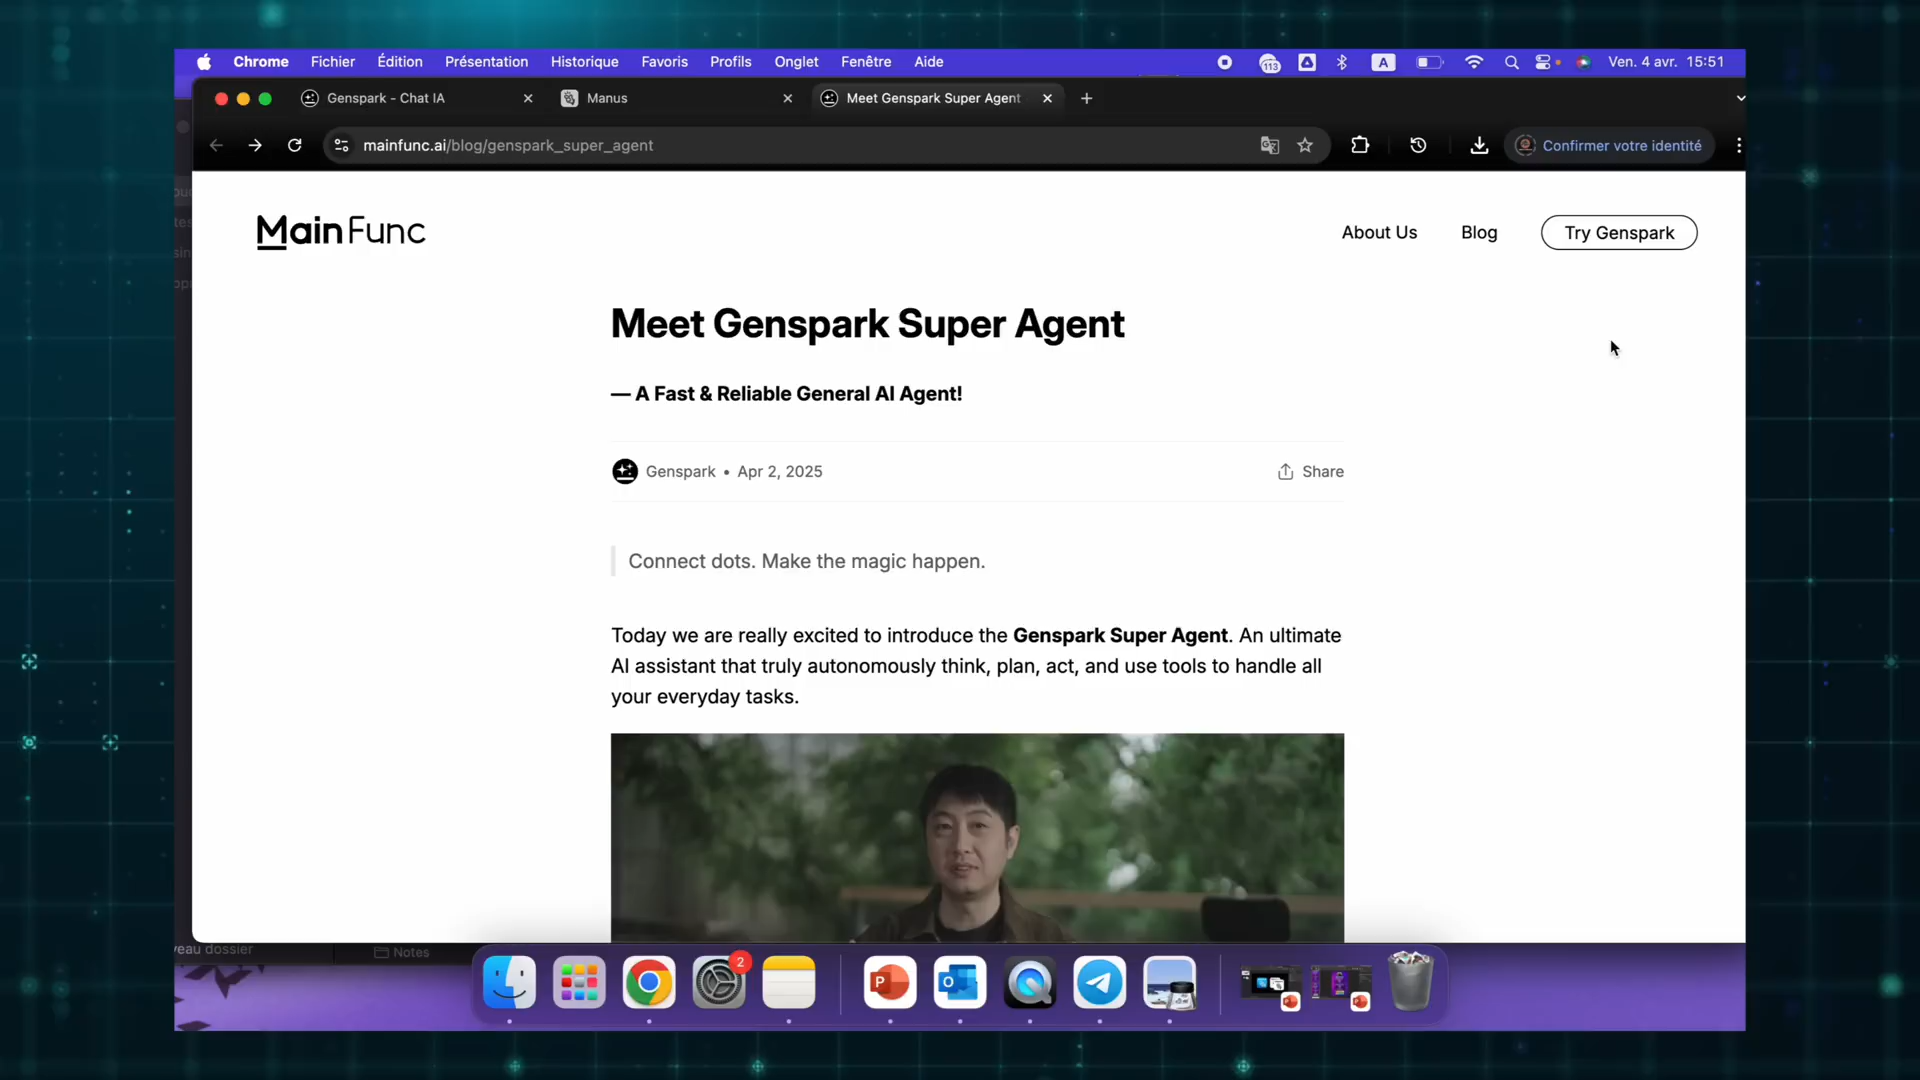 Chrome Fichier Édition Présentation Historique Favoris Profils Onglet Fenêtre Aide 113 A Ven. 4 avr. 15:51
Genspark - Chat IA Manus Meet Genspark Super Agent
mainfunc.ai/blog/genspark_super_agent Confirmer votre identité
MainFunc About Us Blog Try Genspark
Meet Genspark Super Agent
— A Fast & Reliable General AI Agent!
Genspark • Apr 2, 2025 Share
Connect dots. Make the magic happen.
Today we are really excited to introduce the Genspark Super Agent. An ultimate
AI assistant that truly autonomously think, plan, act, and use tools to handle all
your everyday tasks.
veau dossier Notes
2